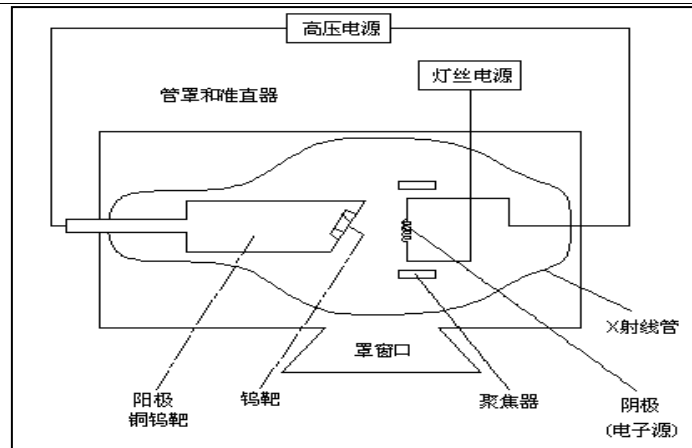 高压电源
灯丝电源
管罩和准直器
X射线管
罩窗口
阳极
铜钨靶
钨靶
聚焦器
阴极
(电子源)